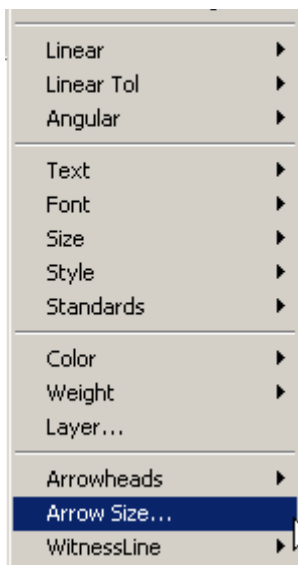 Linear
Linear Tol
Angular
Text
Font
Size
Style
Standards
Color
Weight
Layer...
Arrowheads
Arrow Size...
WitnessLine